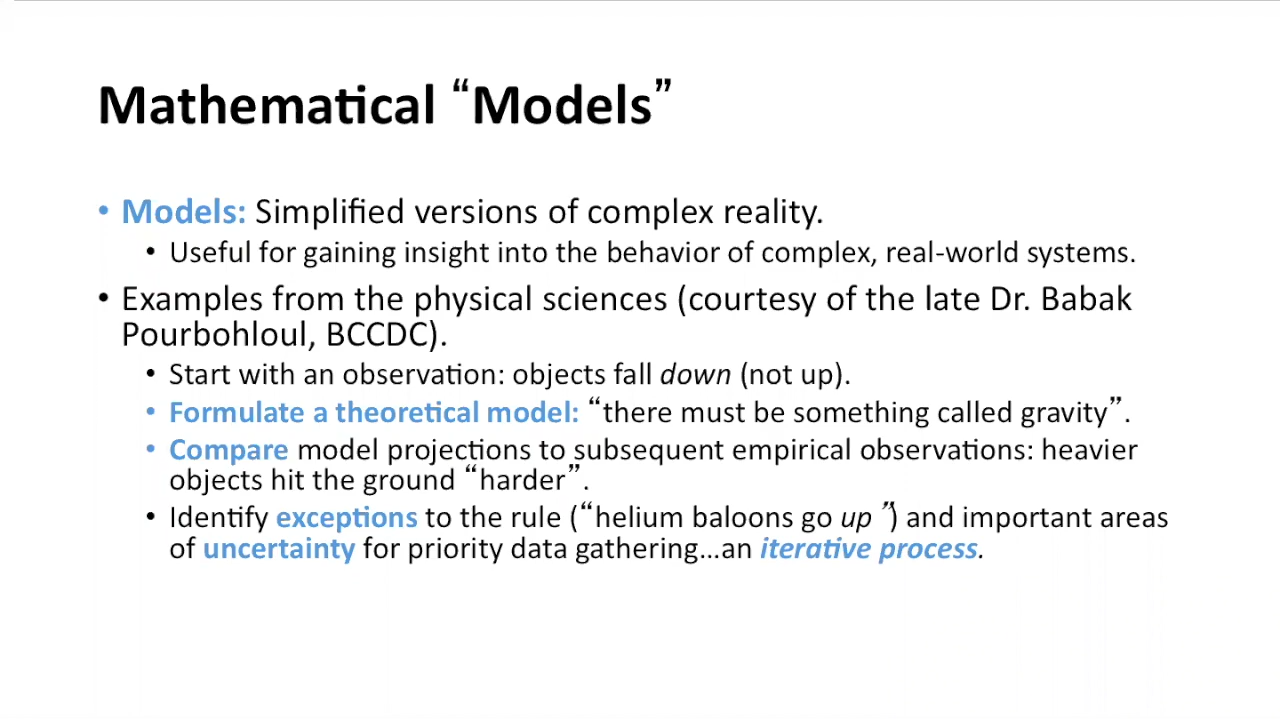 Mathematical “Models”
• Models: Simplified versions of complex reality.
• Useful for gaining insight into the behavior of complex, real-world systems.
• Examples from the physical sciences (courtesy of the late Dr. Babak
Pourbohloul, BCCDC).
• Start with an observation: objects fall down (not up).
• Formulate a theoretical model: “there must be something called gravity”.
• Compare model projections to subsequent empirical observations: heavier
objects hit the ground “harder”.
• Identify exceptions to the rule (“helium baloons go up ”) and important areas
of uncertainty for priority data gathering…an iterative process.